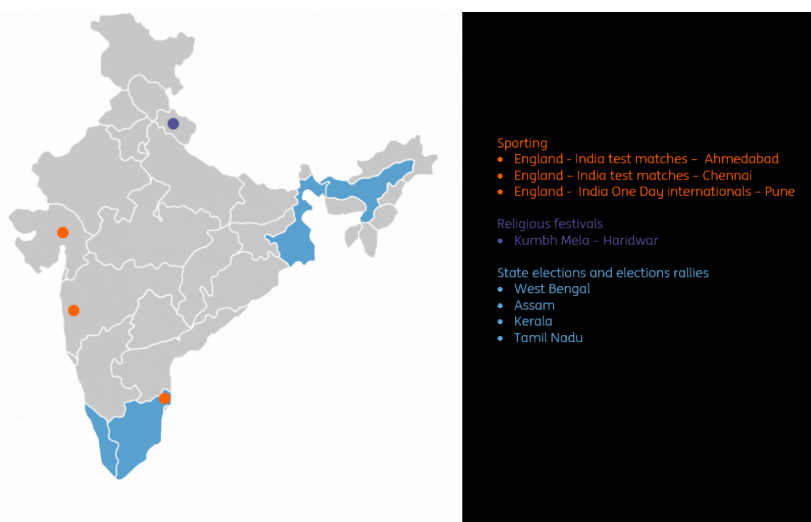 Sporting
• England - India test matches – Ahmedabad
• England – India test matches – Chennai
• England - India One Day internationals – Pune
Religious festivals
• Kumbh Mela – Haridwar
State elections and elections rallies
• West Bengal
• Assam
• Kerala
• Tamil Nadu